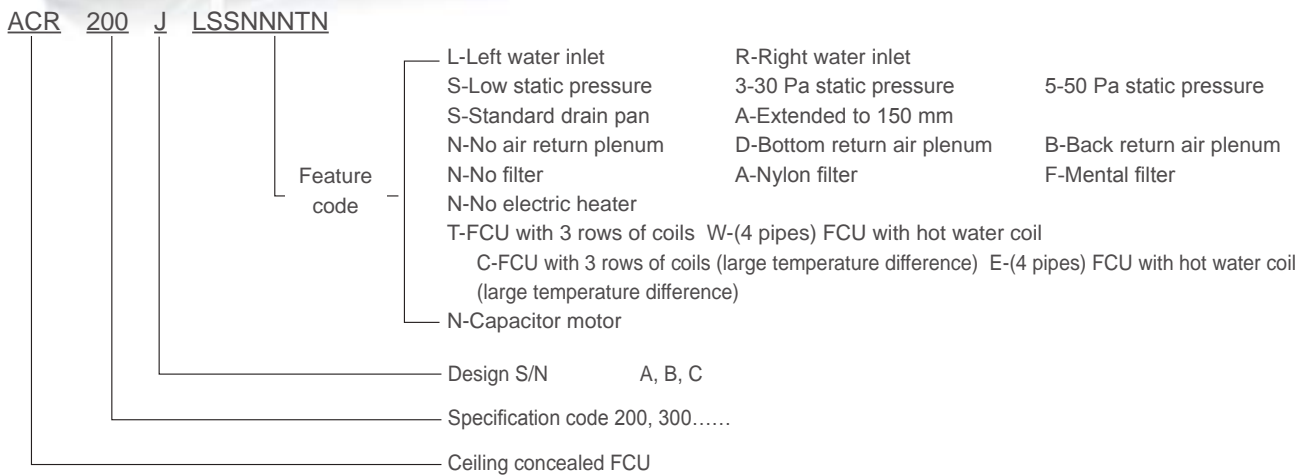 ACR 200 J LSSNNNTN
L-Left water inlet R-Right water inlet
S-Low static pressure 3-30 Pa static pressure 5-50 Pa static pressure
S-Standard drain pan A-Extended to 150 mm
N-No air return plenum D-Bottom return air plenum B-Back return air plenum
N-No filter A-Nylon filter F-Mental filter
Feature
code
N-No electric heater
T-FCU with 3 rows of coils W-(4 pipes) FCU with hot water coil
C-FCU with 3 rows of coils (large temperature difference) E-(4 pipes) FCU with hot water coil
(large temperature difference)
N-Capacitor motor
Design S/N A, B, C
Specification code 200, 300......
Ceiling concealed FCU